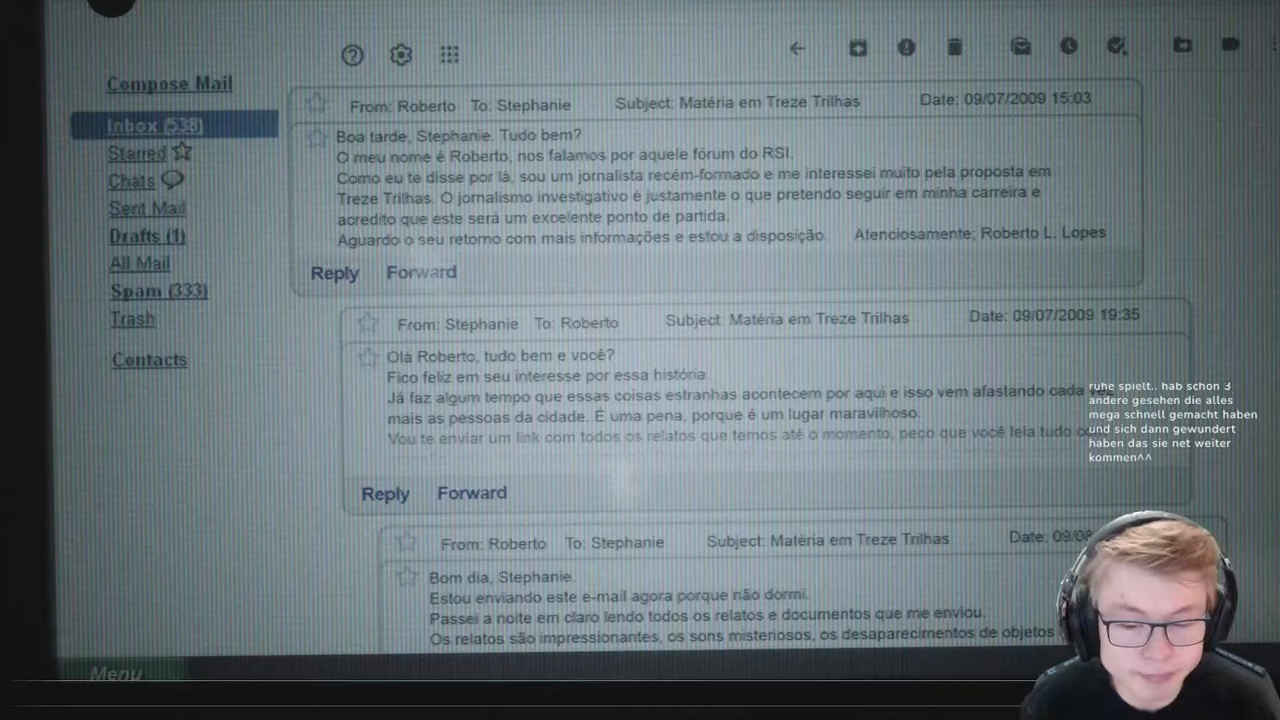 Compose Mail
Inbox (538)
Starred
Chats
Sent Mail
Drafts (1)
All Mail
Spam (333)
Trash
Contacts
From: Roberto To: Stephanie Subject: Matéria em Treze Trilhas Date: 09/07/2009 15:03
Boa tarde, Stephanie. Tudo bem?
O meu nome é Roberto, nos falamos por aquele fórum do RSI.
Como eu te disse por lá, sou um jornalista recém-formado e me interessei muito pela proposta em
Treze Trilhas. O jornalismo investigativo é justamente o que pretendo seguir em minha carreira e
acredito que este será um excelente ponto de partida.
Aguardo o seu retorno com mais informações e estou a disposição. Atenciosamente; Roberto L. Lopes
Reply Forward
From: Stephanie To: Roberto Subject: Matéria em Treze Trilhas Date: 09/07/2009 19:35
Olá Roberto, tudo bem e você?
Fico feliz em seu interesse por essa história.
Já faz algum tempo que essas coisas estranhas acontecem por aqui e isso vem afastando cada vez
mais as pessoas da cidade. É uma pena, porque é um lugar maravilhoso.
Vou te enviar um link com todos os relatos que temos até o momento, peço que você leia tudo
Reply Forward
From: Roberto To: Stephanie Subject: Matéria em Treze Trilhas Date: 09/08
Bom dia, Stephanie.
Estou enviando este e-mail agora porque não dormi.
Passei a noite em claro lendo todos os relatos e documentos que me enviou.
Os relatos são impressionantes, os sons misteriosos, os desaparecimentos de objetos
Menu
ruhe spielt.. hab schon 3
andere gesehen die alles
mega schnell gemacht haben
und sich dann gewundert
haben das sie net weiter
kommen^^